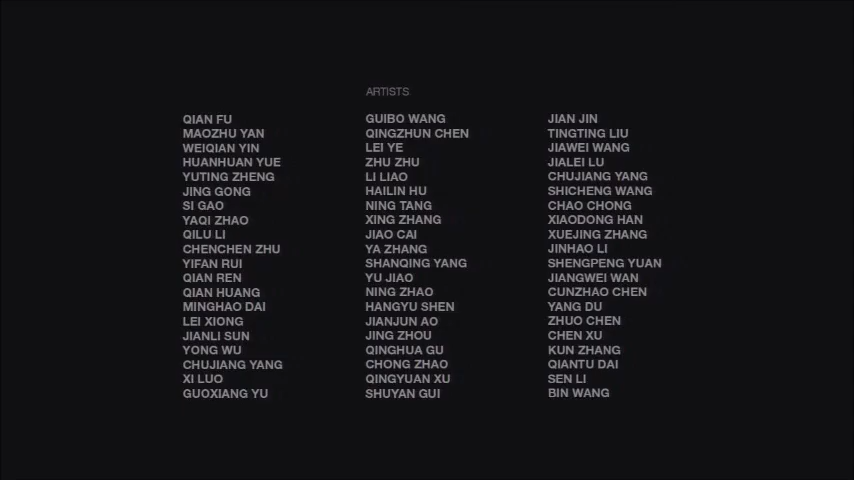 ARTISTS
QIAN FU
MAOZHU YAN
WEIQIAN YIN
HUANHUAN YUE
YUTING ZHENG
JING GONG
SI GAO
YAQI ZHAO
QILU LI
CHENCHEN ZHU
YIFAN RUI
QIAN REN
QIAN HUANG
MINGHAO DAI
LEI XIONG
JIANLI SUN
YONG WU
CHUJIANG YANG
XI LUO
GUOXIANG YU
GUIBO WANG
QINGZHUN CHEN
LEI YE
ZHU ZHU
LI LIAO
HAILIN HU
NING TANG
XING ZHANG
JIAO CAI
YA ZHANG
SHANQING YANG
YU JIAO
NING ZHAO
HANGYU SHEN
JIANJUN AO
JING ZHOU
QINGHUA GU
CHONG ZHAO
QINGYUAN XU
SHUYAN GUI
JIAN JIN
TINGTING LIU
JIAWEI WANG
JIALEI LU
CHUJIANG YANG
SHICHENG WANG
CHAO CHONG
XIAODONG HAN
XUEJING ZHANG
JINHAO LI
SHENGPENG YUAN
JIANGWEI WAN
CUNZHAO CHEN
YANG DU
ZHUO CHEN
CHEN XU
KUN ZHANG
QIANTU DAI
SEN LI
BIN WANG